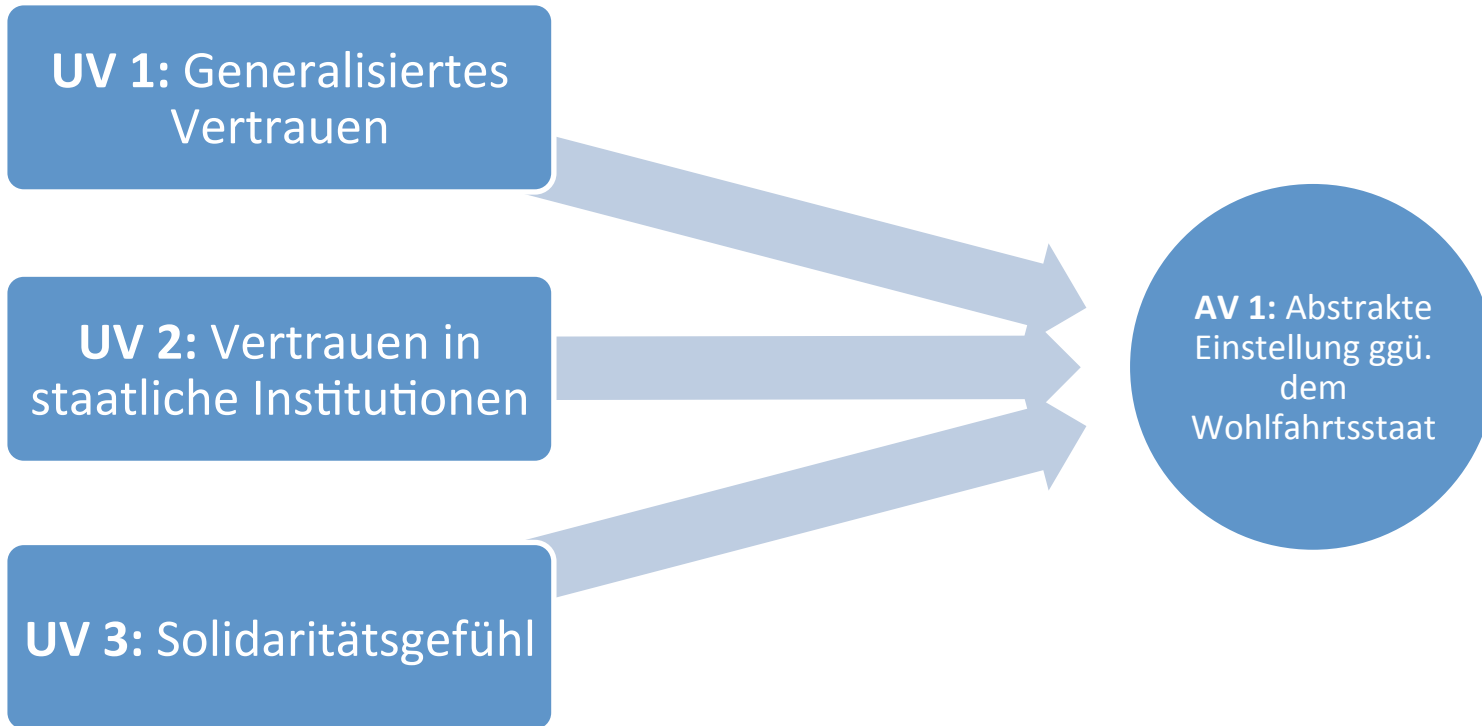 UV 1: Generalisiertes
Vertrauen
UV 2: Vertrauen in
staatliche Institutionen
UV 3: Solidaritätsgefühl
AV 1: Abstrakte
Einstellung ggü.
dem
Wohlfahrtsstaat